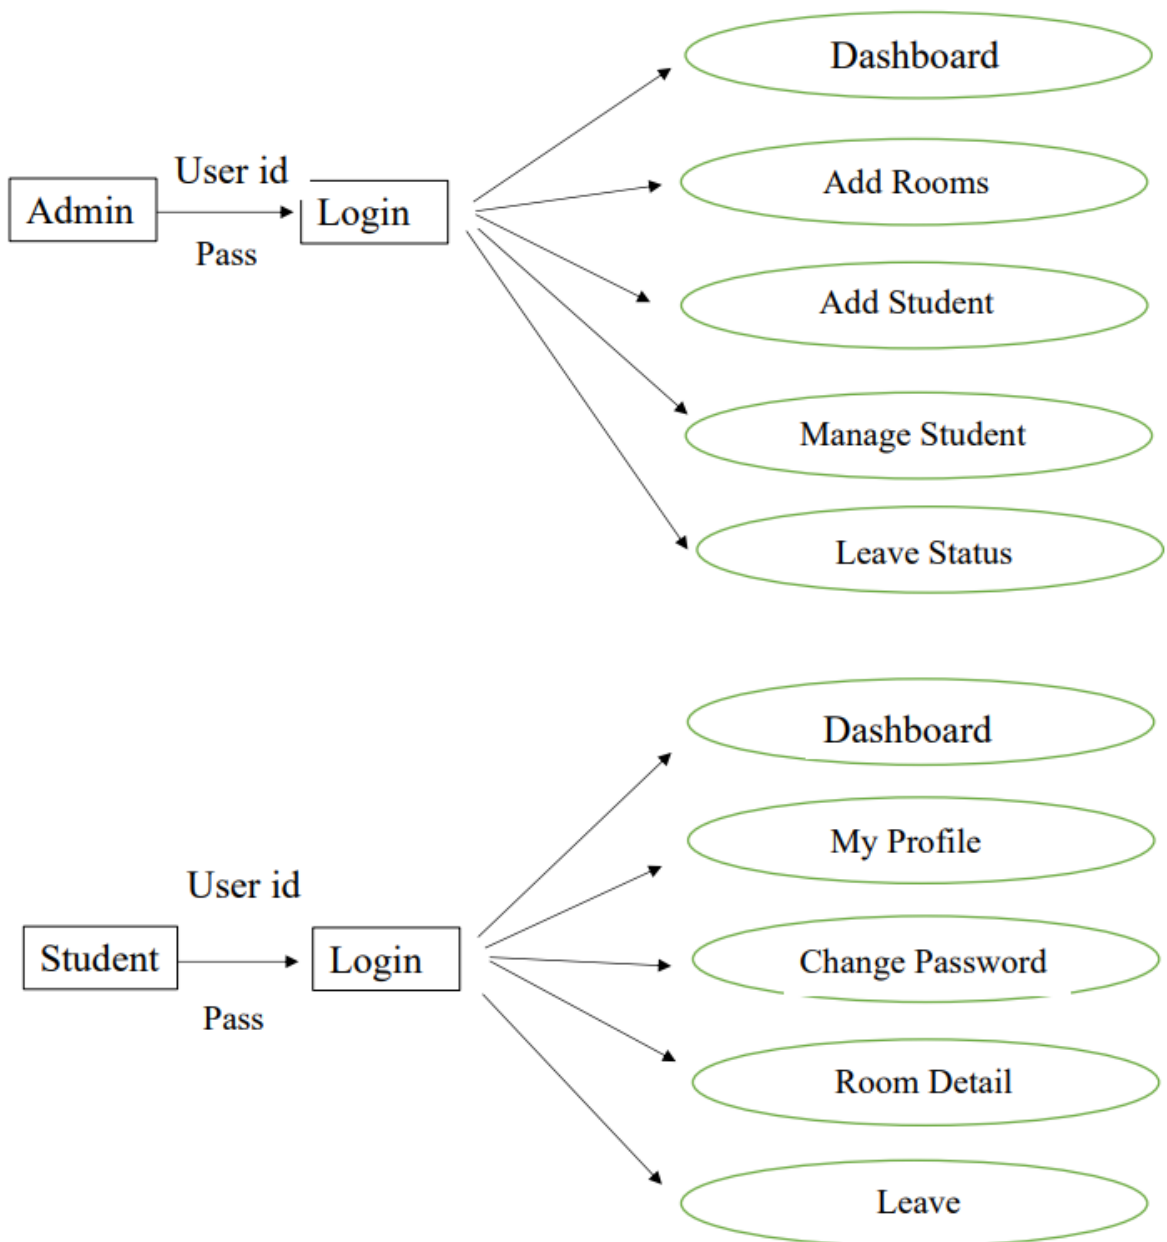 Dashboard
User id
Admin
Login
Pass
Add Rooms
Add Student
Manage Student
Leave Status
Dashboard
My Profile
User id
Student
Login
Pass
Change Password
Room Detail
Leave